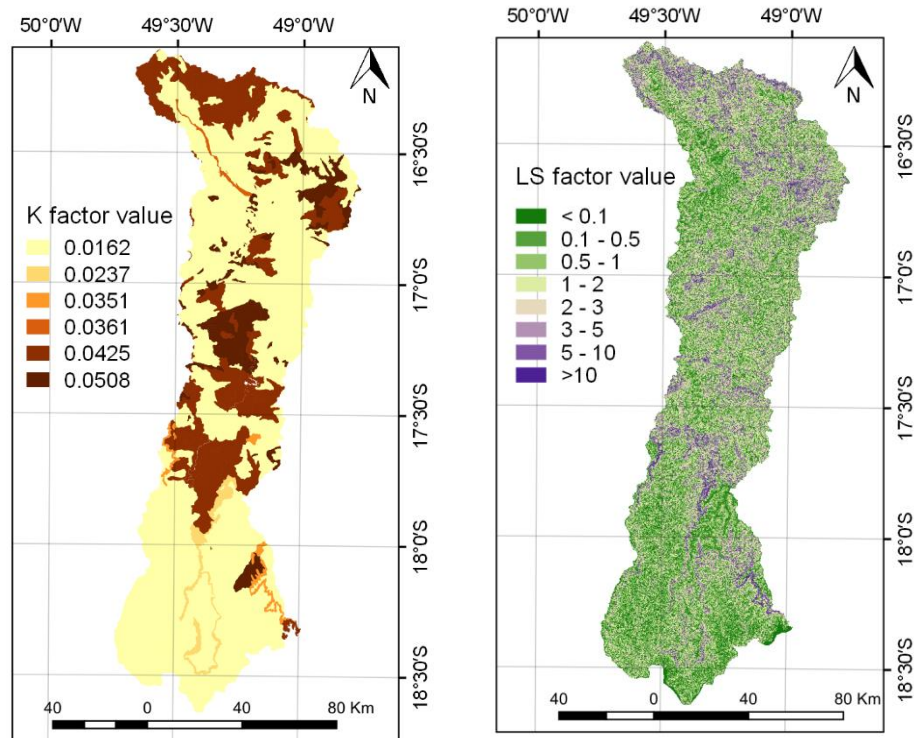 50°0'W 49°30'W 49°0'W
N
16°30'S
17°0'S
17°30'S
18°0'S
18°30'S
K factor value
0.0162
0.0237
0.0351
0.0361
0.0425
0.0508
40 0 40 80 Km
50°0'W 49°30'W 49°0'W
N
16°30'S
17°0'S
17°30'S
18°0'S
18°30'S
LS factor value
< 0.1
0.1 - 0.5
0.5 - 1
1 - 2
2 - 3
3 - 5
5 - 10
>10
40 0 40 80 Km